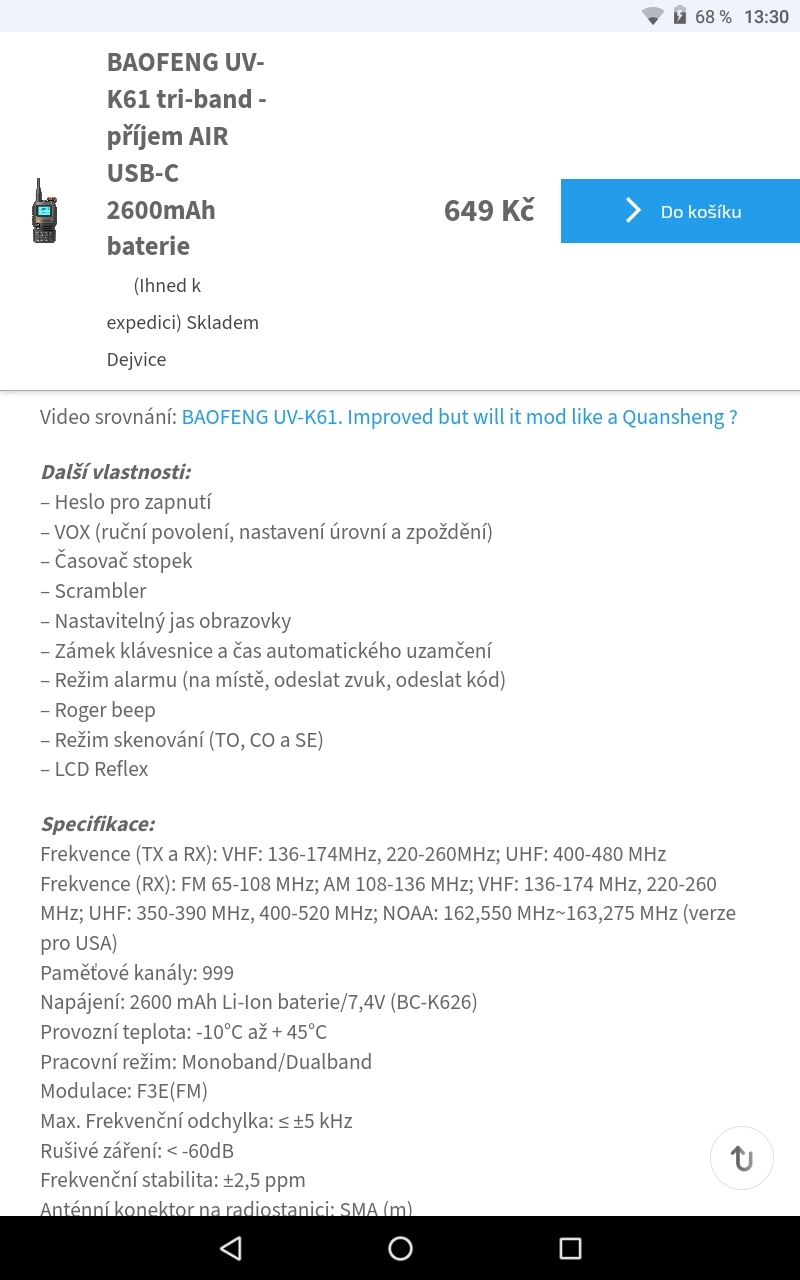 68 % 13:30
BAOFENG UV-
K61 tri-band -
příjem AIR
USB-C
2600mAh
baterie
(Ihned k
expedici) Skladem
Dejvice
649 Kč
Do košíku
Video srovnání: BAOFENG UV-K61. Improved but will it mod like a Quansheng ?
Další vlastnosti:
– Heslo pro zapnutí
– VOX (ruční povolení, nastavení úrovní a zpoždění)
– Časovač stopek
– Scrambler
– Nastavitelný jas obrazovky
– Zámek klávesnice a čas automatického uzamčení
– Režim alarmu (na místě, odeslat zvuk, odeslat kód)
– Roger beep
– Režim skenování (TO, CO a SE)
– LCD Reflex
Specifikace:
Frekvence (TX a RX): VHF: 136-174MHz, 220-260MHz; UHF: 400-480 MHz
Frekvence (RX): FM 65-108 MHz; AM 108-136 MHz; VHF: 136-174 MHz, 220-260
MHz; UHF: 350-390 MHz, 400-520 MHz; NOAA: 162,550 MHz~163,275 MHz (verze
pro USA)
Paměťové kanály: 999
Napájení: 2600 mAh Li-Ion baterie/7,4V (BC-K626)
Provozní teplota: -10°C až + 45°C
Pracovní režim: Monoband/Dualband
Modulace: F3E(FM)
Max. Frekvenční odchylka: ≤ ±5 kHz
Rušivé záření: < -60dB
Frekvenční stabilita: ±2,5 ppm
Anténní konektor na radiostanici: SMA (m)